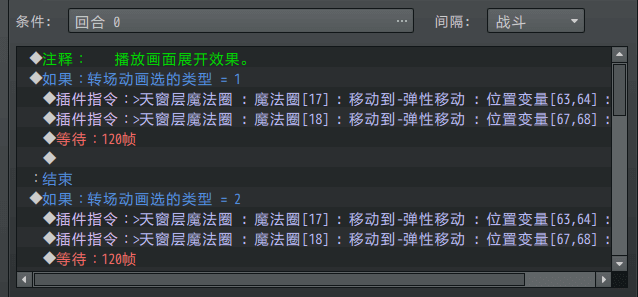 条件： 回合 0 ··· 间隔： 战斗
◆注释：　　播放画面展开效果。
◆如果：转场动画选的类型 = 1
◆插件指令：>天窗层魔法圈 : 魔法圈[17] : 移动到-弹性移动 : 位置变量[63,64] :
◆插件指令：>天窗层魔法圈 : 魔法圈[18] : 移动到-弹性移动 : 位置变量[67,68] :
◆等待：120帧
◆
：结束
◆如果：转场动画选的类型 = 2
◆插件指令：>天窗层魔法圈 : 魔法圈[17] : 移动到-弹性移动 : 位置变量[63,64] :
◆插件指令：>天窗层魔法圈 : 魔法圈[18] : 移动到-弹性移动 : 位置变量[67,68] :
◆等待：120帧